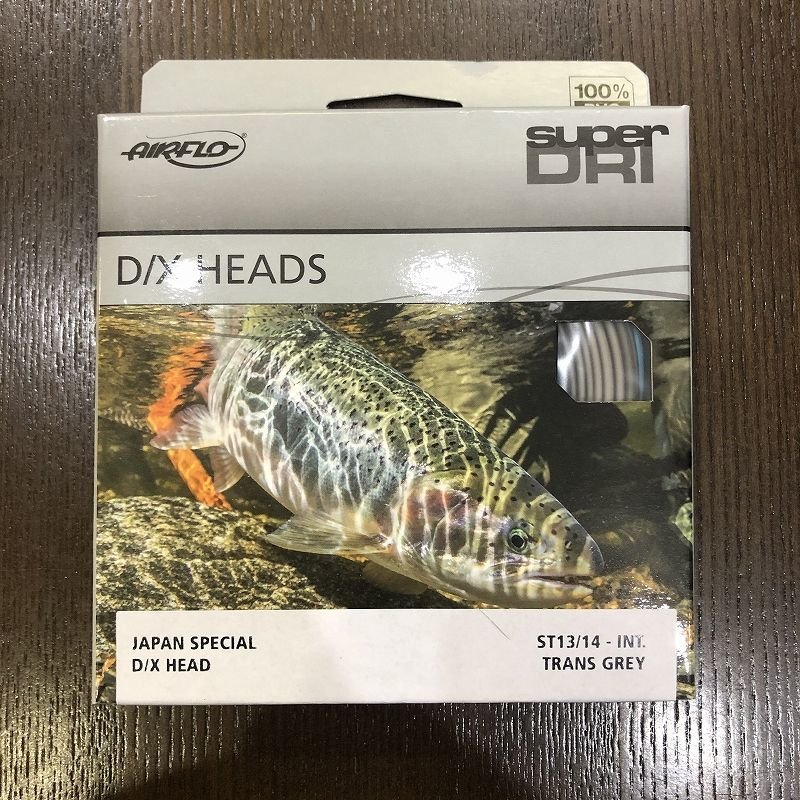 100%
AIRFLO®
super
DRI
D/X HEADS
JAPAN SPECIAL
D/X HEAD
ST13/14 - INT.
TRANS GREY